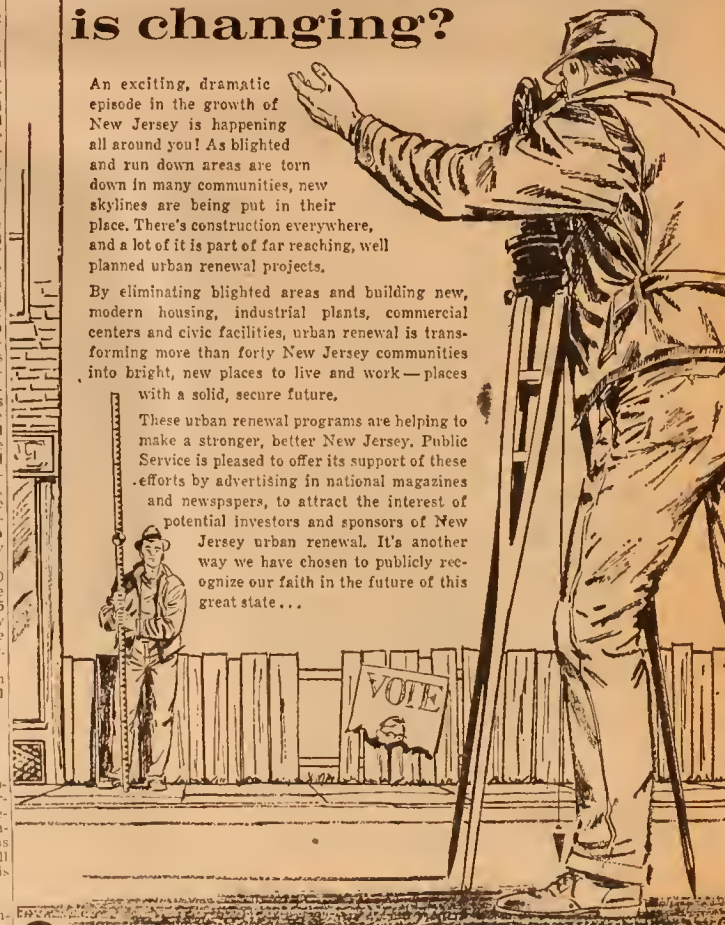 is changing?
An exciting, dramatic
episode in the growth of
New Jersey is happening
all around you! As blighted
and run down areas are torn
down in many communities, new
skylines are being put in their
place. There's construction everywhere,
and a lot of it is part of far reaching, well
planned urban renewal projects.
By eliminating blighted areas and building new,
modern housing, industrial plants, commercial
centers and civic facilities, urban renewal is trans-
forming more than forty New Jersey communities
into bright, new places to live and work — places
with a solid, secure future.
These urban renewal programs are helping to
make a stronger, better New Jersey. Public
Service is pleased to offer its support of these
efforts by advertising in national magazines
and newspspers, to attract the interest of
potential investors and sponsors of New
Jersey urban renewal. It's another
way we have chosen to publicly rec-
ognize our faith in the future of this
great state...
VOTE